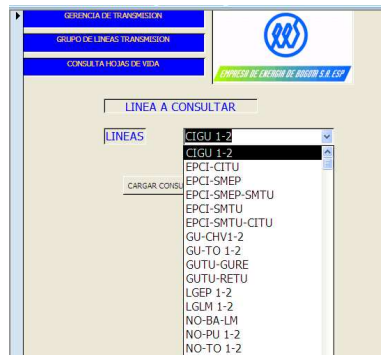 GERENCIA DE TRANSMISION
GRUPO DE LINEAS TRANSMISION
CONSULTA HOJAS DE VIDA
EMPRESA DE ENERGIA DE BOGOTA S.A. ESP
LINEA A CONSULTAR
LINEAS
CIGU 1-2
CIGU 1-2
EPCI-CITU
EPCI-SMEP
EPCI-SMEP-SMTU
CARGAR CONSU
EPCI-SMTU
EPCI-SMTU-CITU
GU-CHV1-2
GU-TO 1-2
GUTU-GURE
GUTU-RETU
LGEP 1-2
LGLM 1-2
NO-BA-LM
NO-PU 1-2
NO-TO 1-2